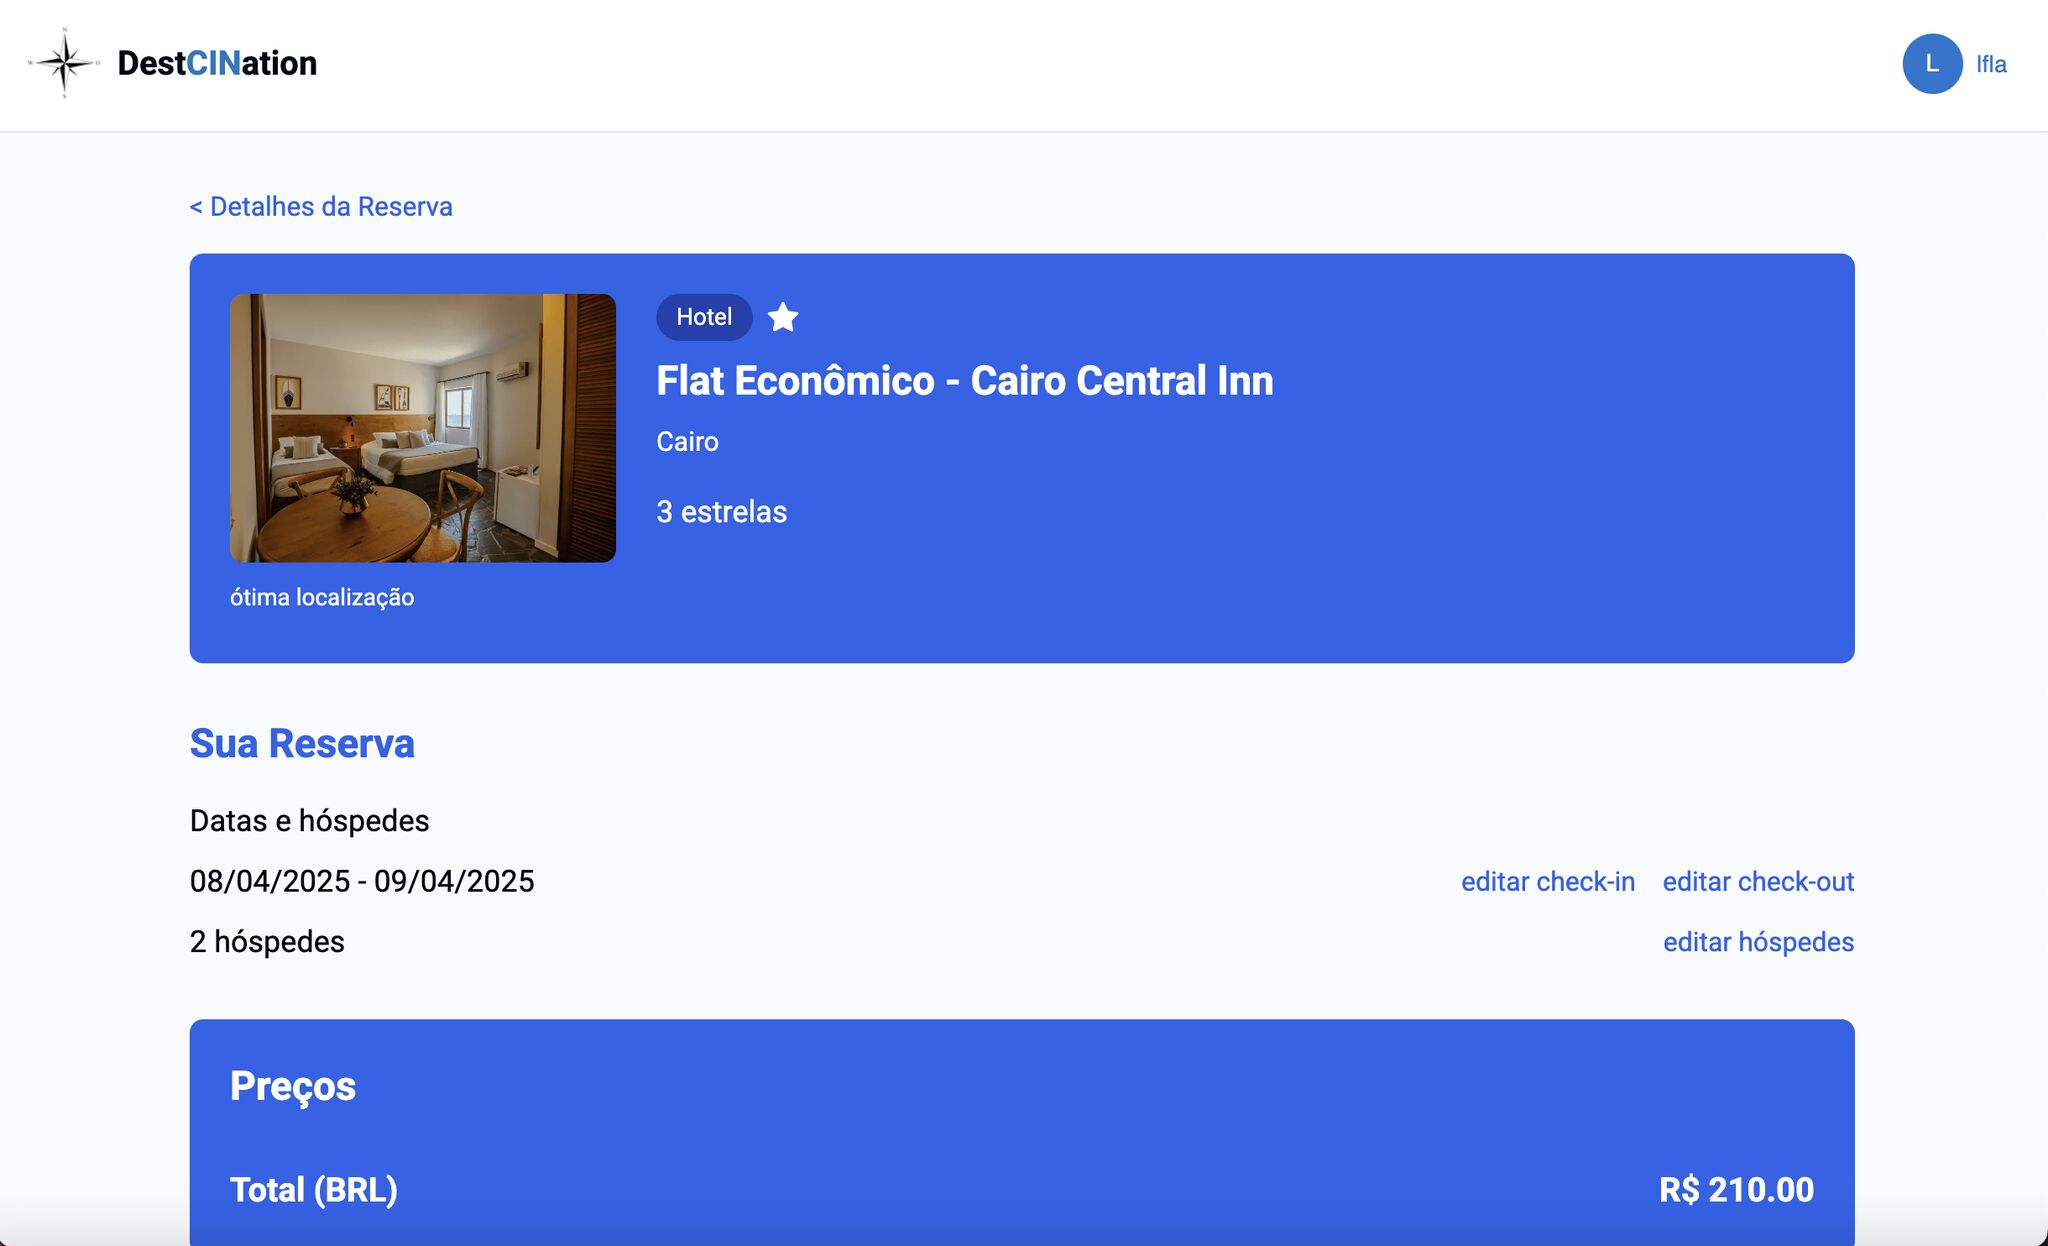 DestCINation
L lfla
< Detalhes da Reserva
Hotel
Flat Econômico - Cairo Central Inn
Cairo
3 estrelas
ótima localização
Sua Reserva
Datas e hóspedes
08/04/2025 - 09/04/2025 editar check-in editar check-out
2 hóspedes editar hóspedes
Preços
Total (BRL) R$ 210.00